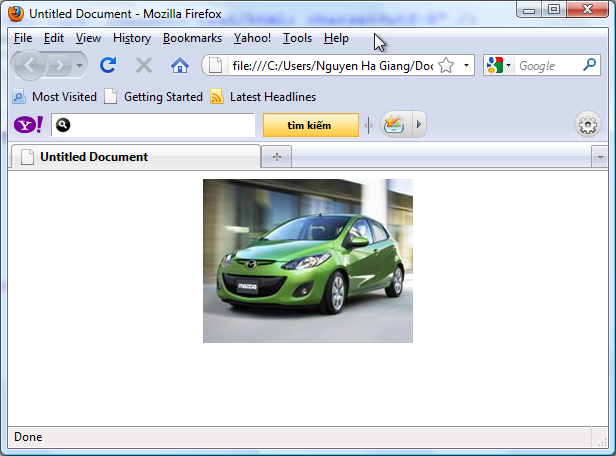 Untitled Document - Mozilla Firefox
File Edit View History Bookmarks Yahoo! Tools Help
file:///C:/Users/Nguyen Ha Giang/Doc
Google
Most Visited Getting Started Latest Headlines
Y! tìm kiếm
Untitled Document
Done